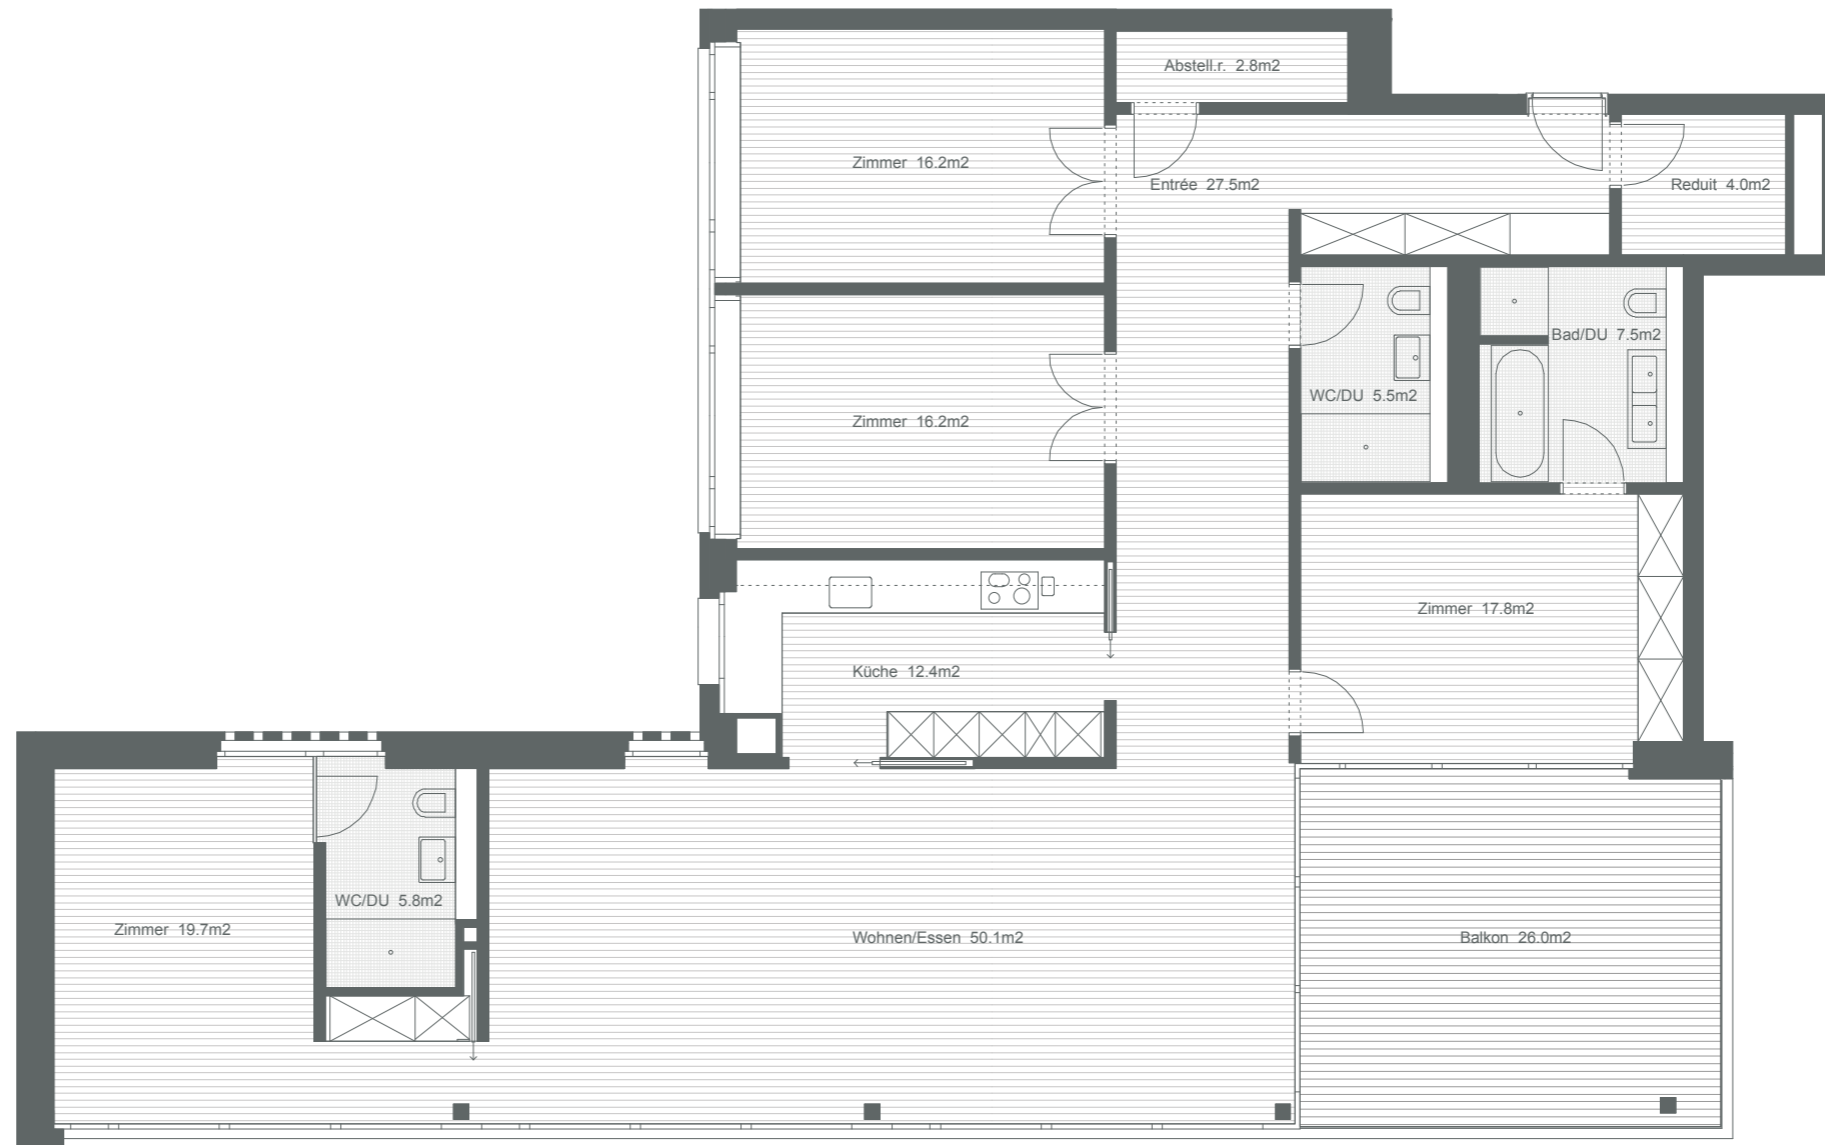 Abstell.r. 2.8m2
Zimmer 16.2m2
Entrée 27.5m2
Reduit 4.0m2
Bad/DU 7.5m2
WC/DU 5.5m2
Zimmer 16.2m2
Zimmer 17.8m2
Küche 12.4m2
WC/DU 5.8m2
Zimmer 19.7m2
Wohnen/Essen 50.1m2
Balkon 26.0m2